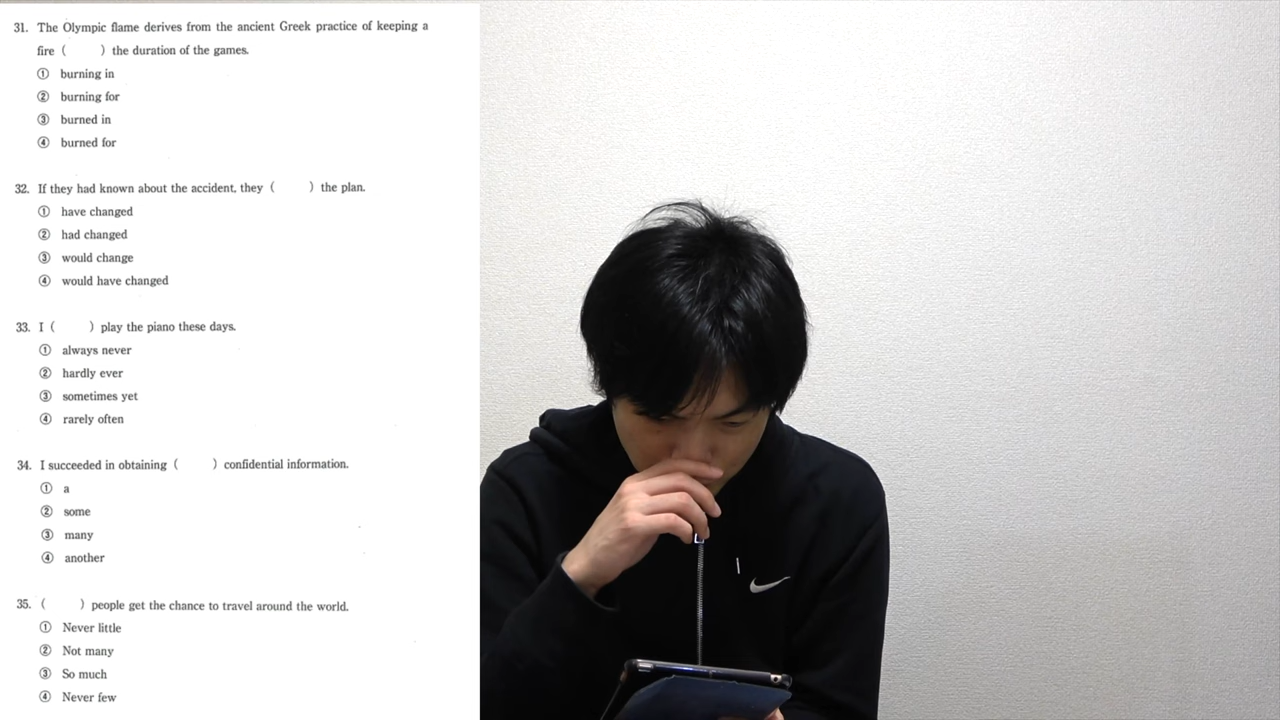 31. The Olympic flame derives from the ancient Greek practice of keeping a
fire (      ) the duration of the games.
① burning in
② burning for
③ burned in
④ burned for
32. If they had known about the accident, they (      ) the plan.
① have changed
② had changed
③ would change
④ would have changed
33. I (      ) play the piano these days.
① always never
② hardly ever
③ sometimes yet
④ rarely often
34. I succeeded in obtaining (      ) confidential information.
① a
② some
③ many
④ another
35. (      ) people get the chance to travel around the world.
① Never little
② Not many
③ So much
④ Never few